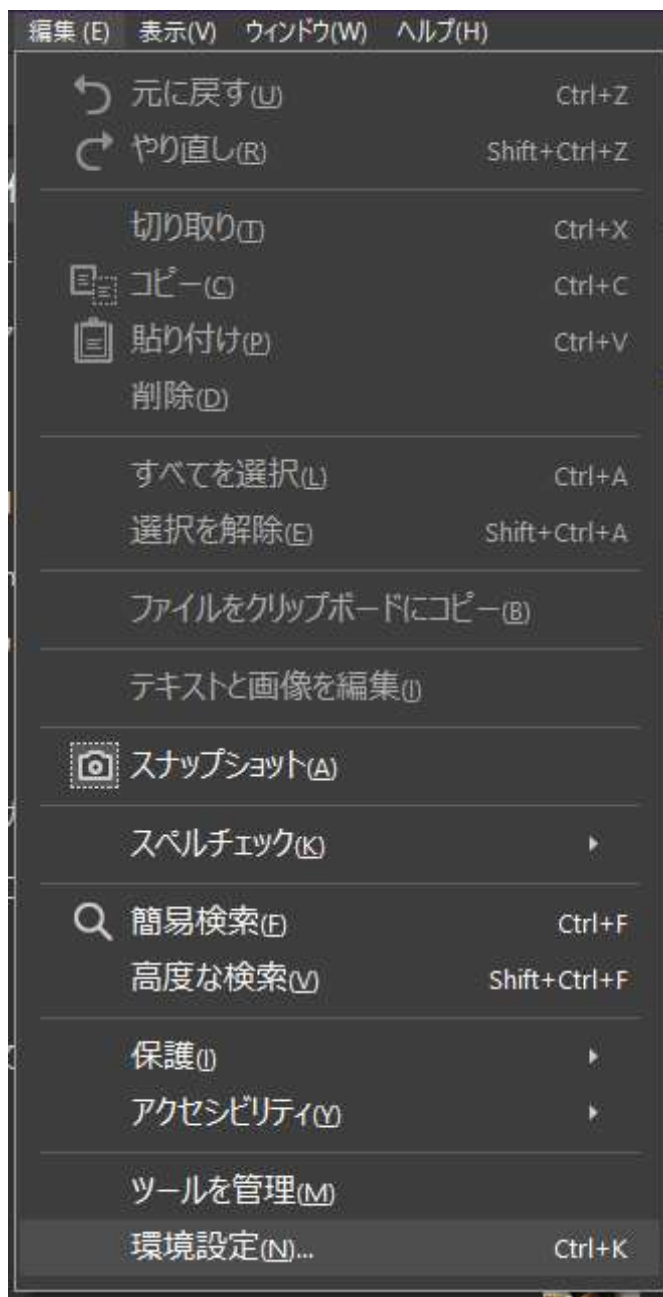 編集(E) 表示(V) ウィンドウ(W) ヘルプ(H)
元に戻す(U) Ctrl+Z
やり直し(R) Shift+Ctrl+Z
切り取り(T) Ctrl+X
コピー(C) Ctrl+C
貼り付け(P) Ctrl+V
削除(D)
すべてを選択(L) Ctrl+A
選択を解除(E) Shift+Ctrl+A
ファイルをクリップボードにコピー(B)
テキストと画像を編集(I)
スナップショット(A)
スペルチェック(K)
簡易検索(F) Ctrl+F
高度な検索(V) Shift+Ctrl+F
保護(I)
アクセシビリティ(Y)
ツールを管理(M)
環境設定(N)... Ctrl+K